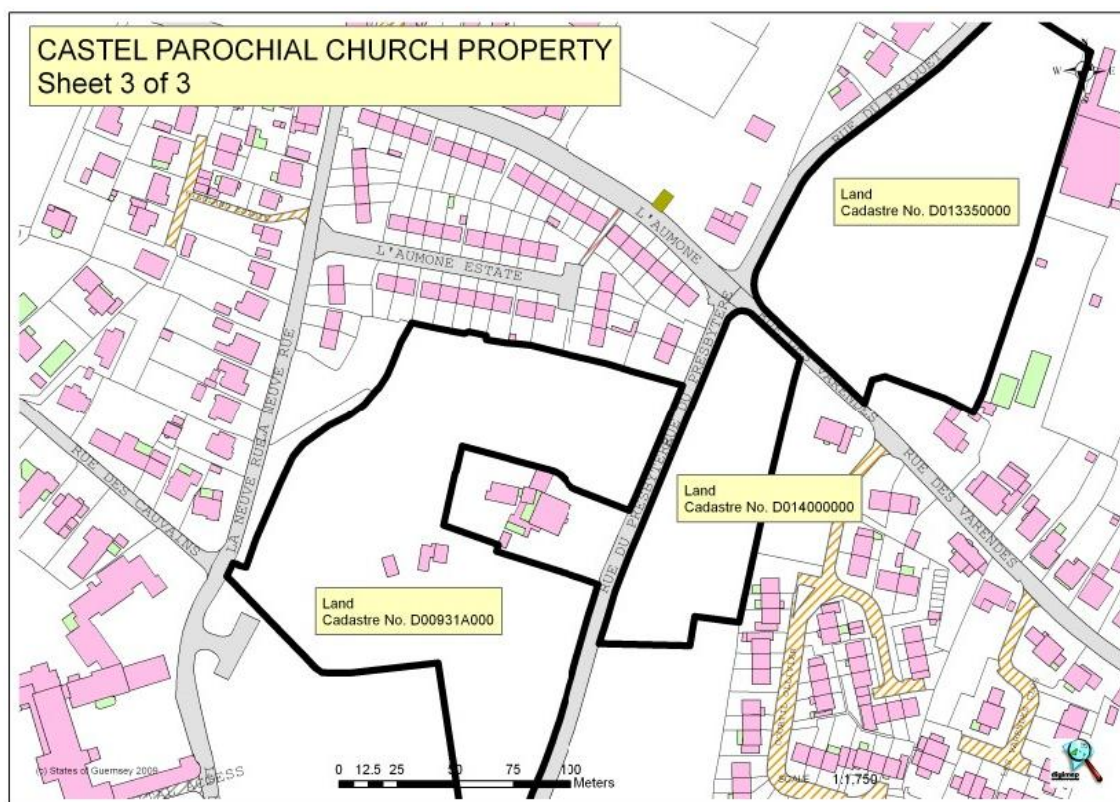 CASTEL PAROCHIAL CHURCH PROPERTY
Sheet 3 of 3
N
W
E
RUE DU FRIQUET
Land
Cadastre No. D013350000
L'AUMONE
L'AUMONE ESTATE
LA NEUVE RUE
LA NEUVE RUE
RUE DU PRESBYTERE
RUE DU PRESBYTERE
VARENDES
RUE DES VARENDES
RUE DES CAUVAINS
Land
Cadastre No. D014000000
Land
Cadastre No. D00931A000
(c) States of Guernsey 2009
0 12.5 25 50 75 100
Meters
SCALE 1:1,750
digimap